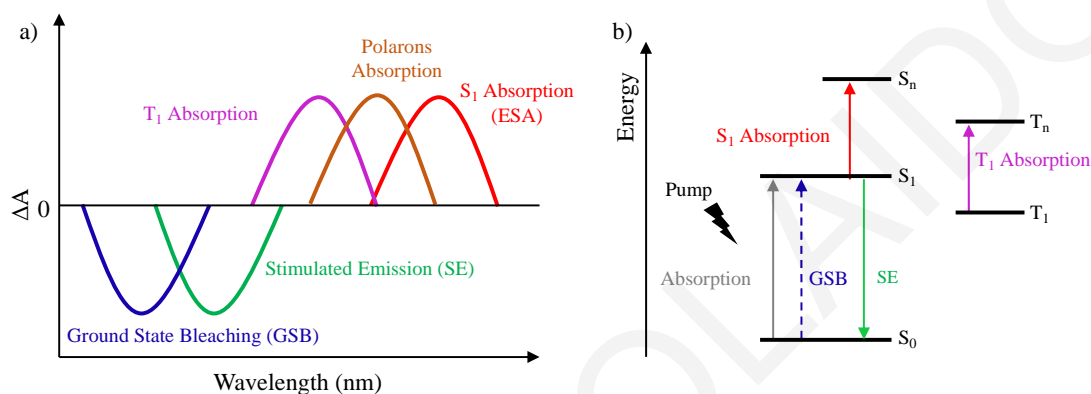 a)
Polarons
Absorption
T₁ Absorption
S₁ Absorption
(ESA)
ΔA
0
Stimulated Emission (SE)
Ground State Bleaching (GSB)
Wavelength (nm)
b)
Energy
Sₙ
S₁ Absorption
Tₙ
T₁ Absorption
S₁
Pump
T₁
Absorption
GSB
SE
S₀